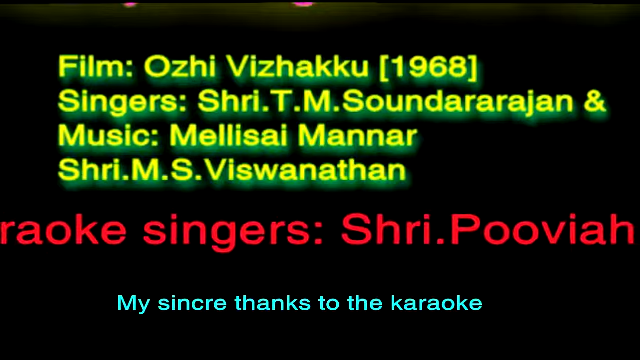 Film: Ozhi Vizhakku [1968]
Singers: Shri.T.M.Soundararajan &
Music: Mellisai Mannar
Shri.M.S.Viswanathan
raoke singers: Shri.Pooviah
My sincre thanks to the karaoke